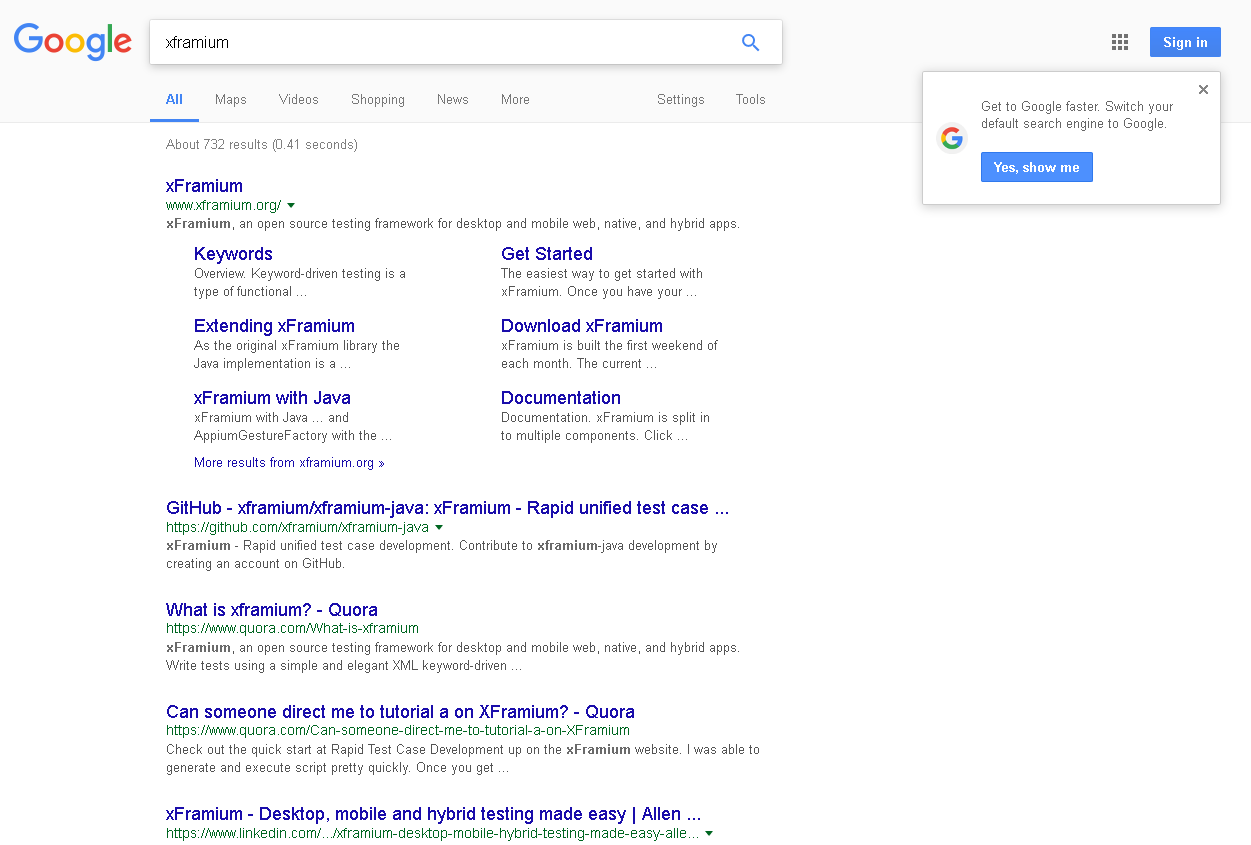 Google
xframium
Sign in
All Maps Videos Shopping News More Settings Tools
Get to Google faster. Switch your
default search engine to Google.
Yes, show me
About 732 results (0.41 seconds)
xFramium
www.xframium.org/
xFramium, an open source testing framework for desktop and mobile web, native, and hybrid apps.
Keywords
Overview. Keyword-driven testing is a
type of functional ...
Get Started
The easiest way to get started with
xFramium. Once you have your ...
Extending xFramium
As the original xFramium library the
Java implementation is a ...
Download xFramium
xFramium is built the first weekend of
each month. The current ...
xFramium with Java
xFramium with Java ... and
AppiumGestureFactory with the ...
Documentation
Documentation. xFramium is split in
to multiple components. Click ...
More results from xframium.org »
GitHub - xframium/xframium-java: xFramium - Rapid unified test case ...
https://github.com/xframium/xframium-java
xFramium - Rapid unified test case development. Contribute to xframium-java development by
creating an account on GitHub.
What is xframium? - Quora
https://www.quora.com/What-is-xframium
xFramium, an open source testing framework for desktop and mobile web, native, and hybrid apps.
Write tests using a simple and elegant XML keyword-driven ...
Can someone direct me to tutorial a on XFramium? - Quora
https://www.quora.com/Can-someone-direct-me-to-tutorial-a-on-XFramium
Check out the quick start at Rapid Test Case Development up on the xFramium website. I was able to
generate and execute script pretty quickly. Once you get ...
xFramium - Desktop, mobile and hybrid testing made easy | Allen ...
https://www.linkedin.com/.../xframium-desktop-mobile-hybrid-testing-made-easy-alle...